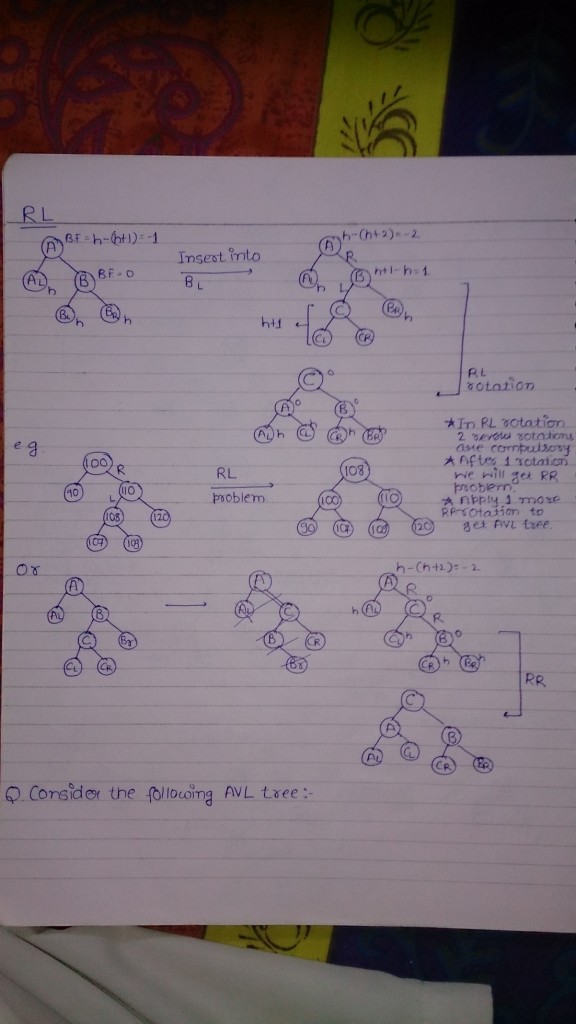 RL
A BF = h-(h+1)=-1
AL h B BF=0
BL h BR h
Insert into
BL
A h-(h+2)=-2
R
AL h B h+1-h=1
L
h+1 C BR h
CL CR
RL
rotation
C 0
A 0 B 0
AL h CL h CR h BR h
* In RL rotation
2 rotations
are compulsory
* After 1 rotation
we will get RR
problem.
* Apply 1 more
RR rotation to
get AVL tree.
eg
100 R
90 110
L
108 120
107 109
RL
problem
108
100 110
90 107 109 120
Or
A
AL B
C Br
CL CR
A
AL C
B CR
Br
h-(h+2)=-2
A
R
h AL C 0
R
CL h B 0
CR h BR h
RR
C
A B
AL CL CR BR
Q. Consider the following AVL tree:-